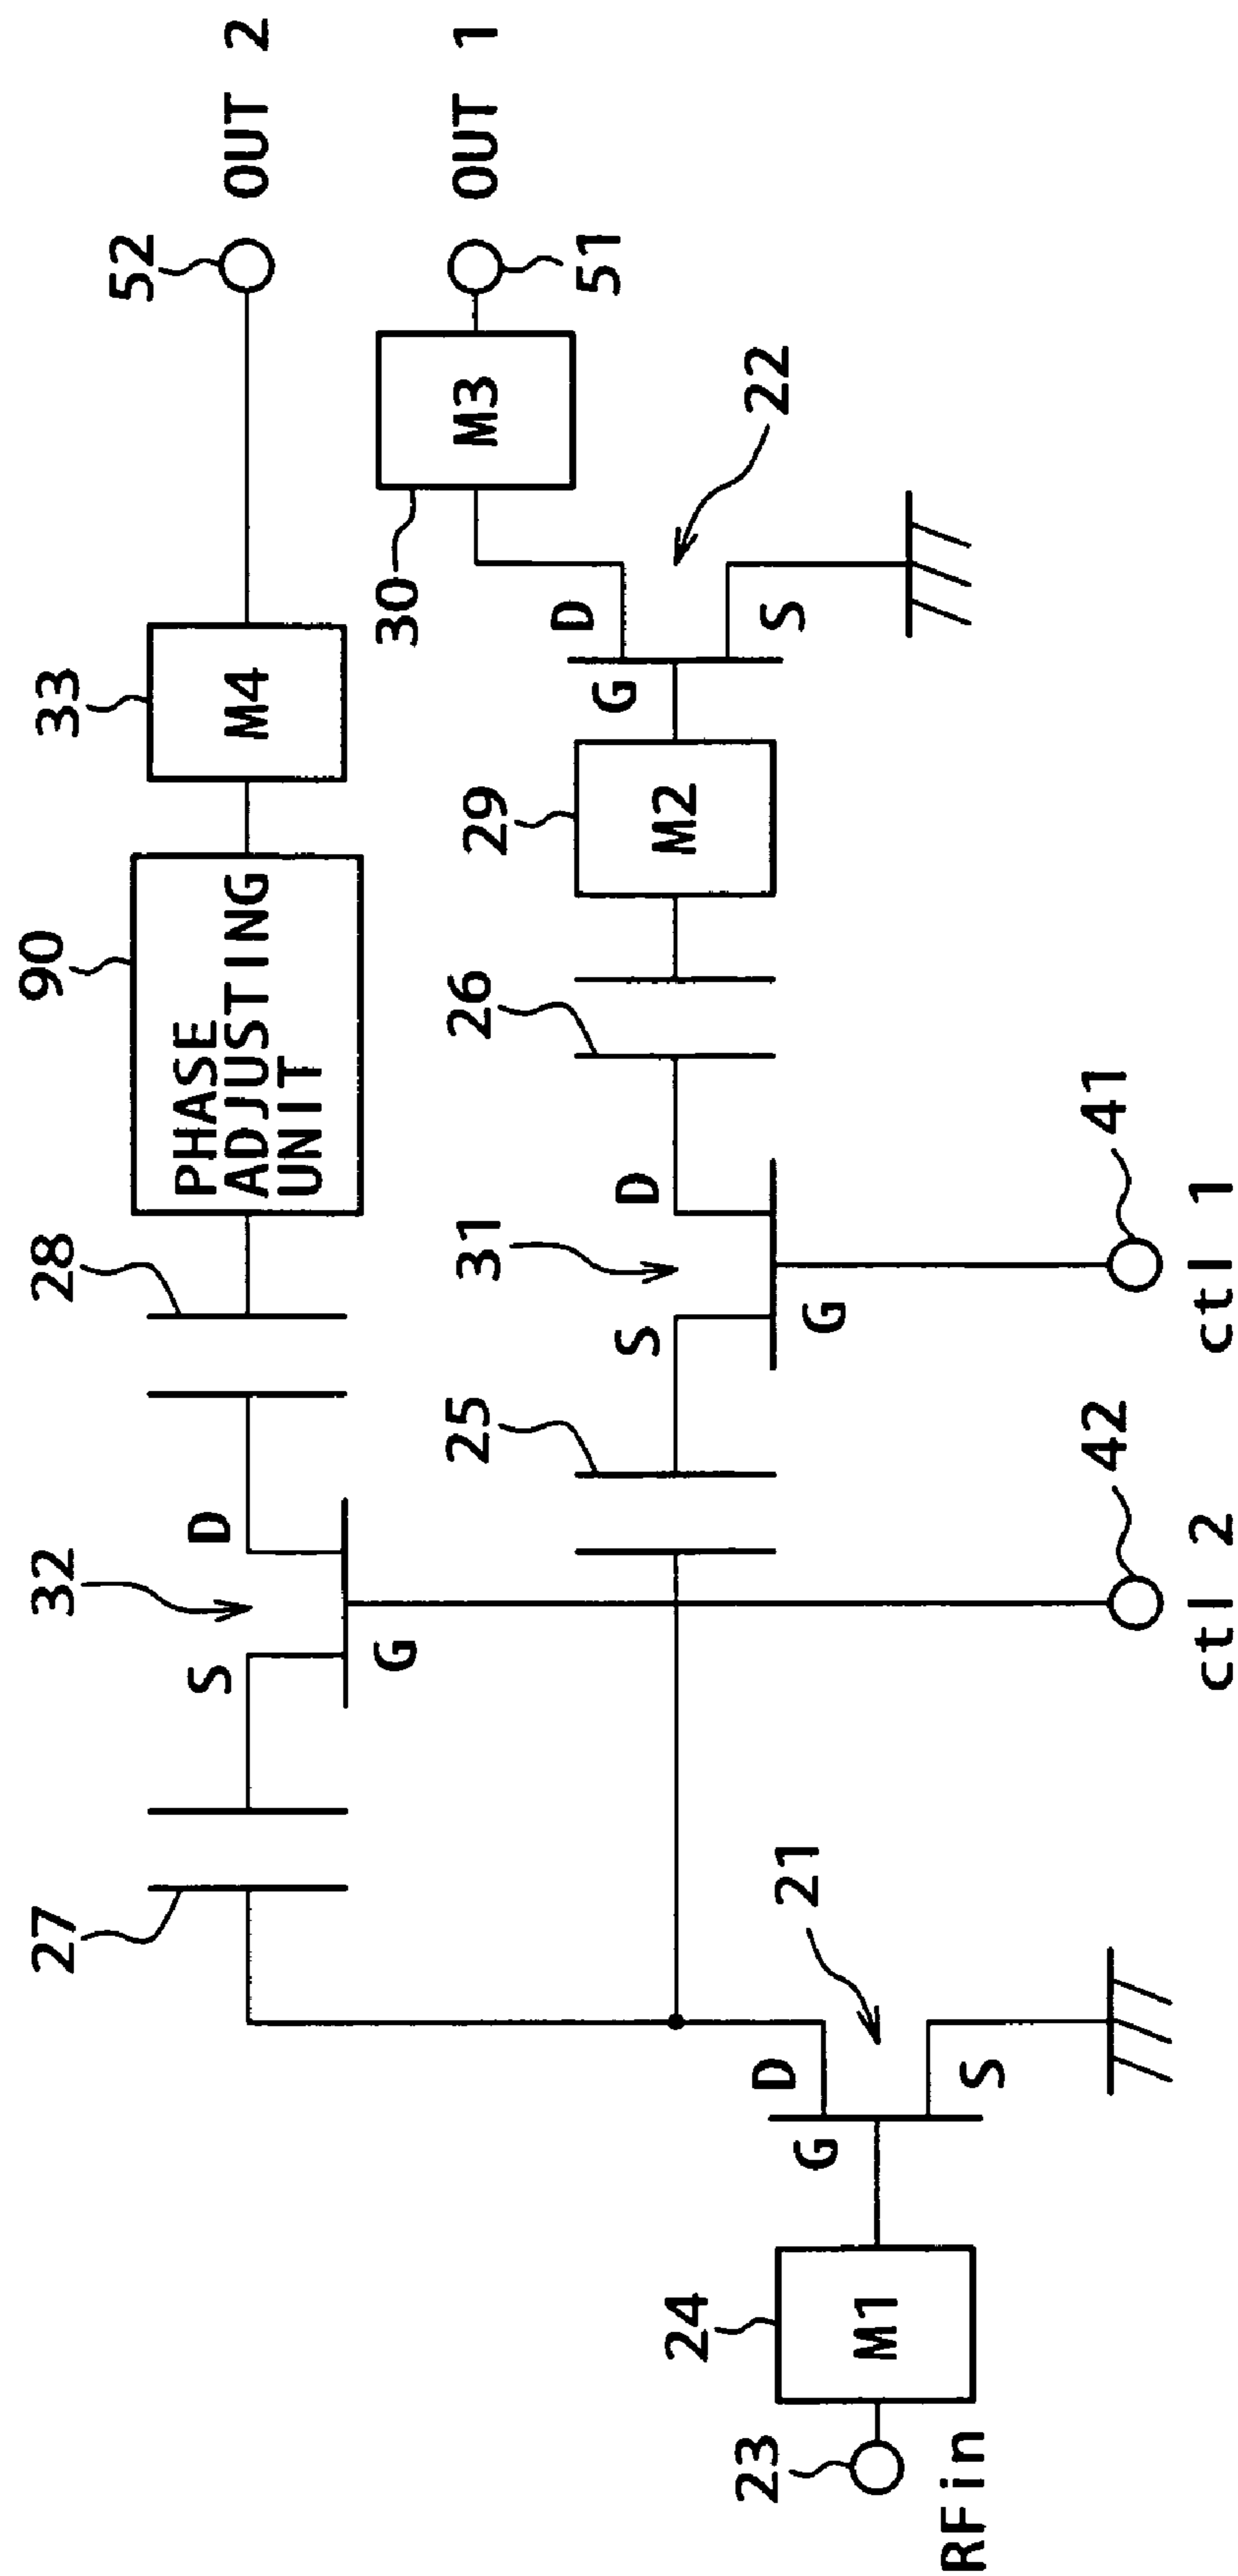 52
OUT 2
33
M4
90
PHASE
ADJUSTING
UNIT
28
32
S
D
G
27
OUT 1
51
30
M3
22
D
G
S
29
M2
26
31
S
D
G
25
41
ctl 1
42
ctl 2
21
D
G
S
24
M1
23
RFin